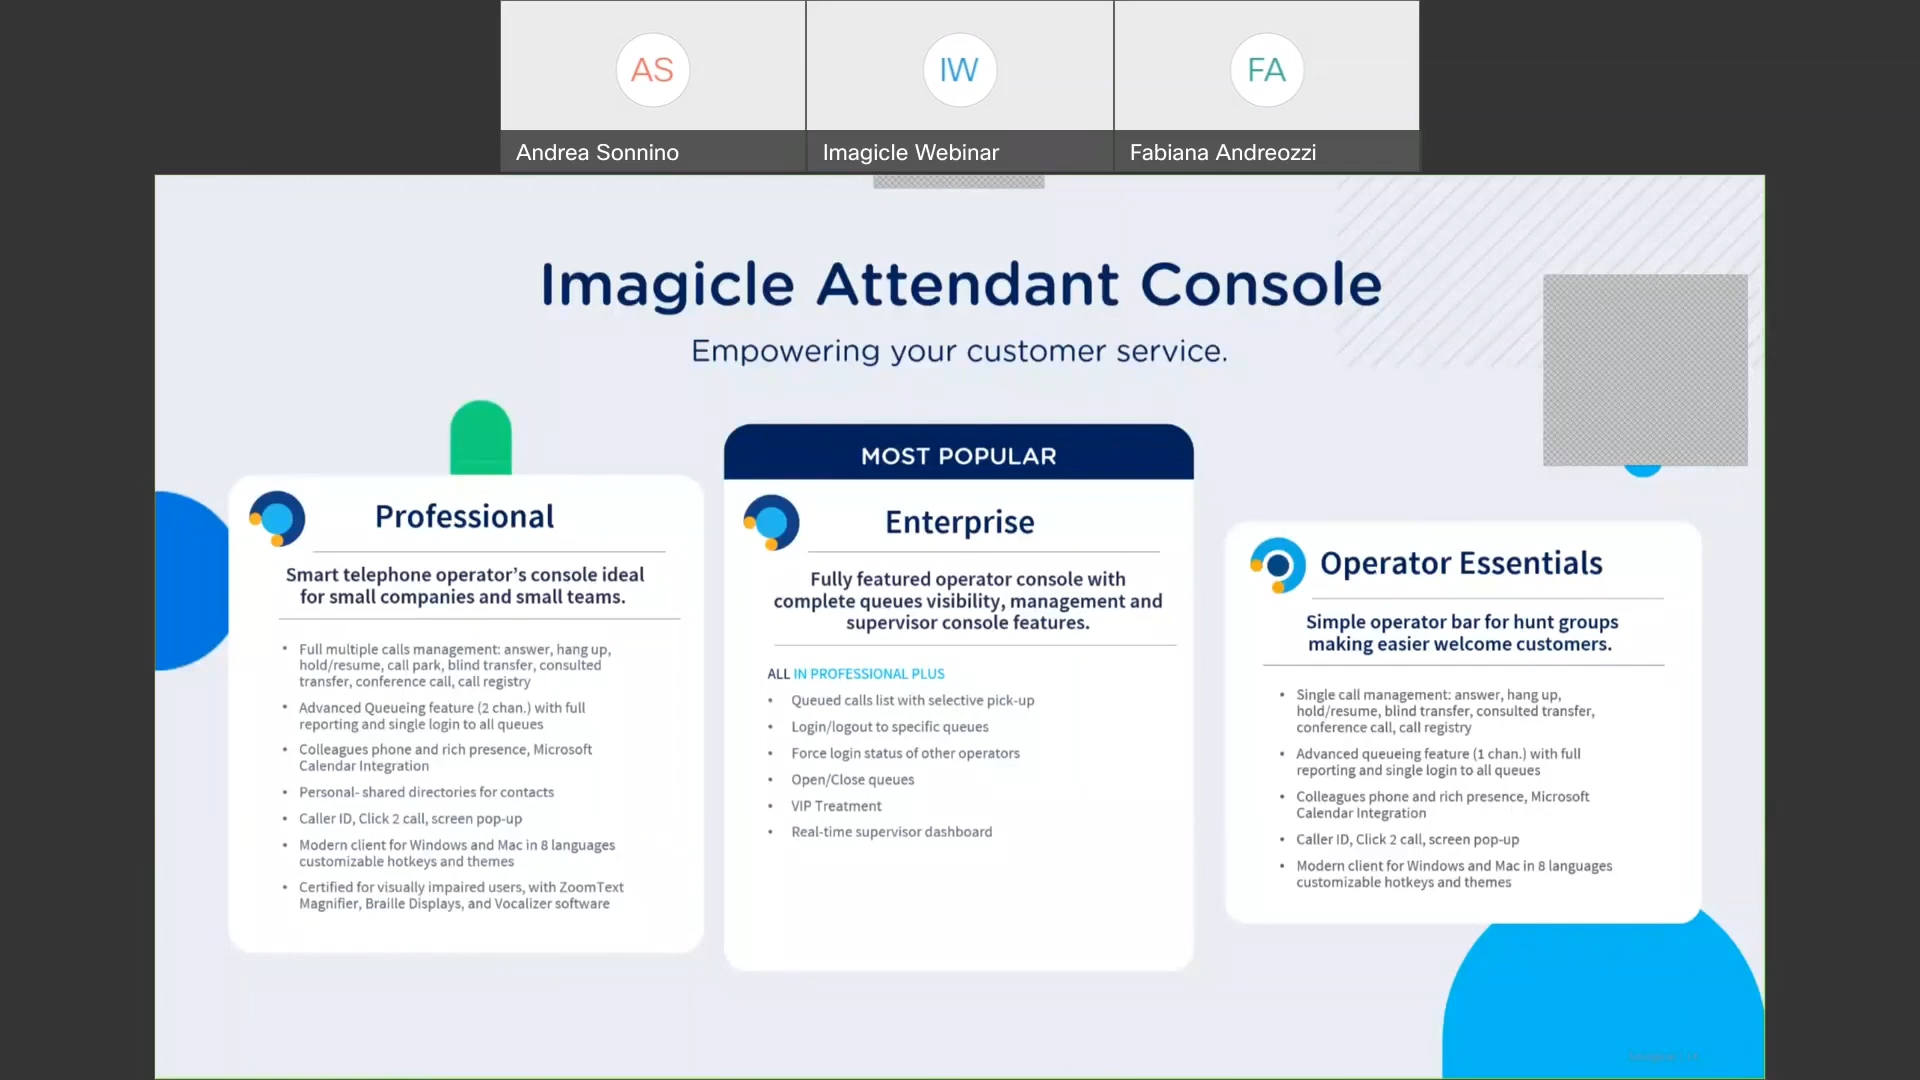 AS
IW
FA
Andrea Sonnino
Imagicle Webinar
Fabiana Andreozzi
Imagicle Attendant Console
Empowering your customer service.
Professional
Smart telephone operator's console ideal
for small companies and small teams.
• Full multiple calls management: answer, hang up,
hold/resume, call park, blind transfer, consulted
transfer, conference call, call registry
• Advanced Queueing feature (2 chan.) with full
reporting and single login to all queues
• Colleagues phone and rich presence, Microsoft
Calendar Integration
• Personal- shared directories for contacts
• Caller ID, Click 2 call, screen pop-up
• Modern client for Windows and Mac in 8 languages
customizable hotkeys and themes
• Certified for visually impaired users, with ZoomText
Magnifier, Braille Displays, and Vocalizer software
MOST POPULAR
Enterprise
Fully featured operator console with
complete queues visibility, management and
supervisor console features.
ALL IN PROFESSIONAL PLUS
• Queued calls list with selective pick-up
• Login/logout to specific queues
• Force login status of other operators
• Open/Close queues
• VIP Treatment
• Real-time supervisor dashboard
Operator Essentials
Simple operator bar for hunt groups
making easier welcome customers.
• Single call management: answer, hang up,
hold/resume, blind transfer, consulted transfer,
conference call, call registry
• Advanced queueing feature (1 chan.) with full
reporting and single login to all queues
• Colleagues phone and rich presence, Microsoft
Calendar Integration
• Caller ID, Click 2 call, screen pop-up
• Modern client for Windows and Mac in 8 languages
customizable hotkeys and themes